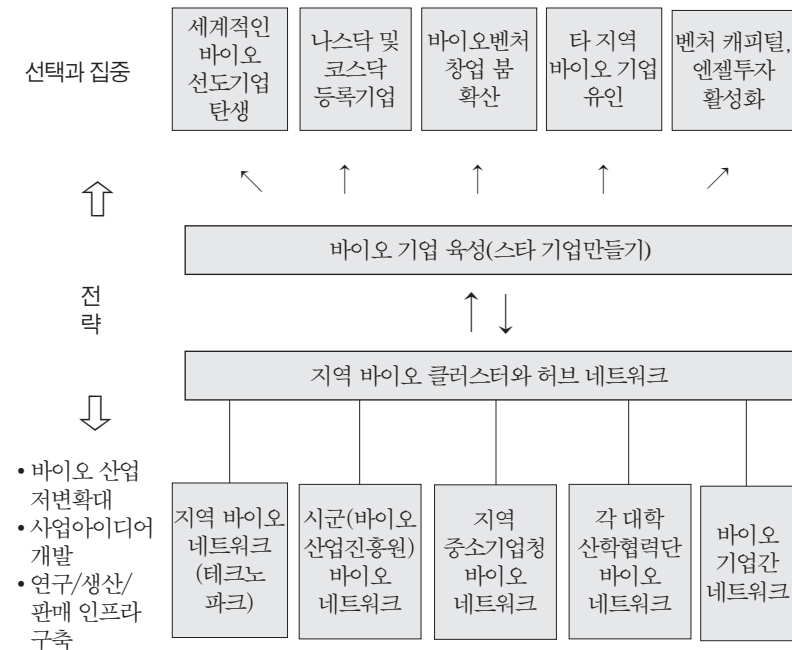 선택과 집중
세계적인
바이오
선도기업
탄생
나스닥 및
코스닥
등록기업
바이오벤처
창업 붐
확산
타 지역
바이오 기업
유인
벤처 캐피털,
엔젤투자
활성화
바이오 기업 육성(스타 기업만들기)
전
략
지역 바이오 클러스터와 허브 네트워크
• 바이오 산업
저변확대
• 사업아이디어
개발
• 연구/생산/
판매 인프라
구축
지역 바이오
네트워크
(테크노
파크)
시군(바이오
산업진흥원)
바이오
네트워크
지역
중소기업청
바이오
네트워크
각 대학
산학협력단
바이오
네트워크
바이오
기업간
네트워크